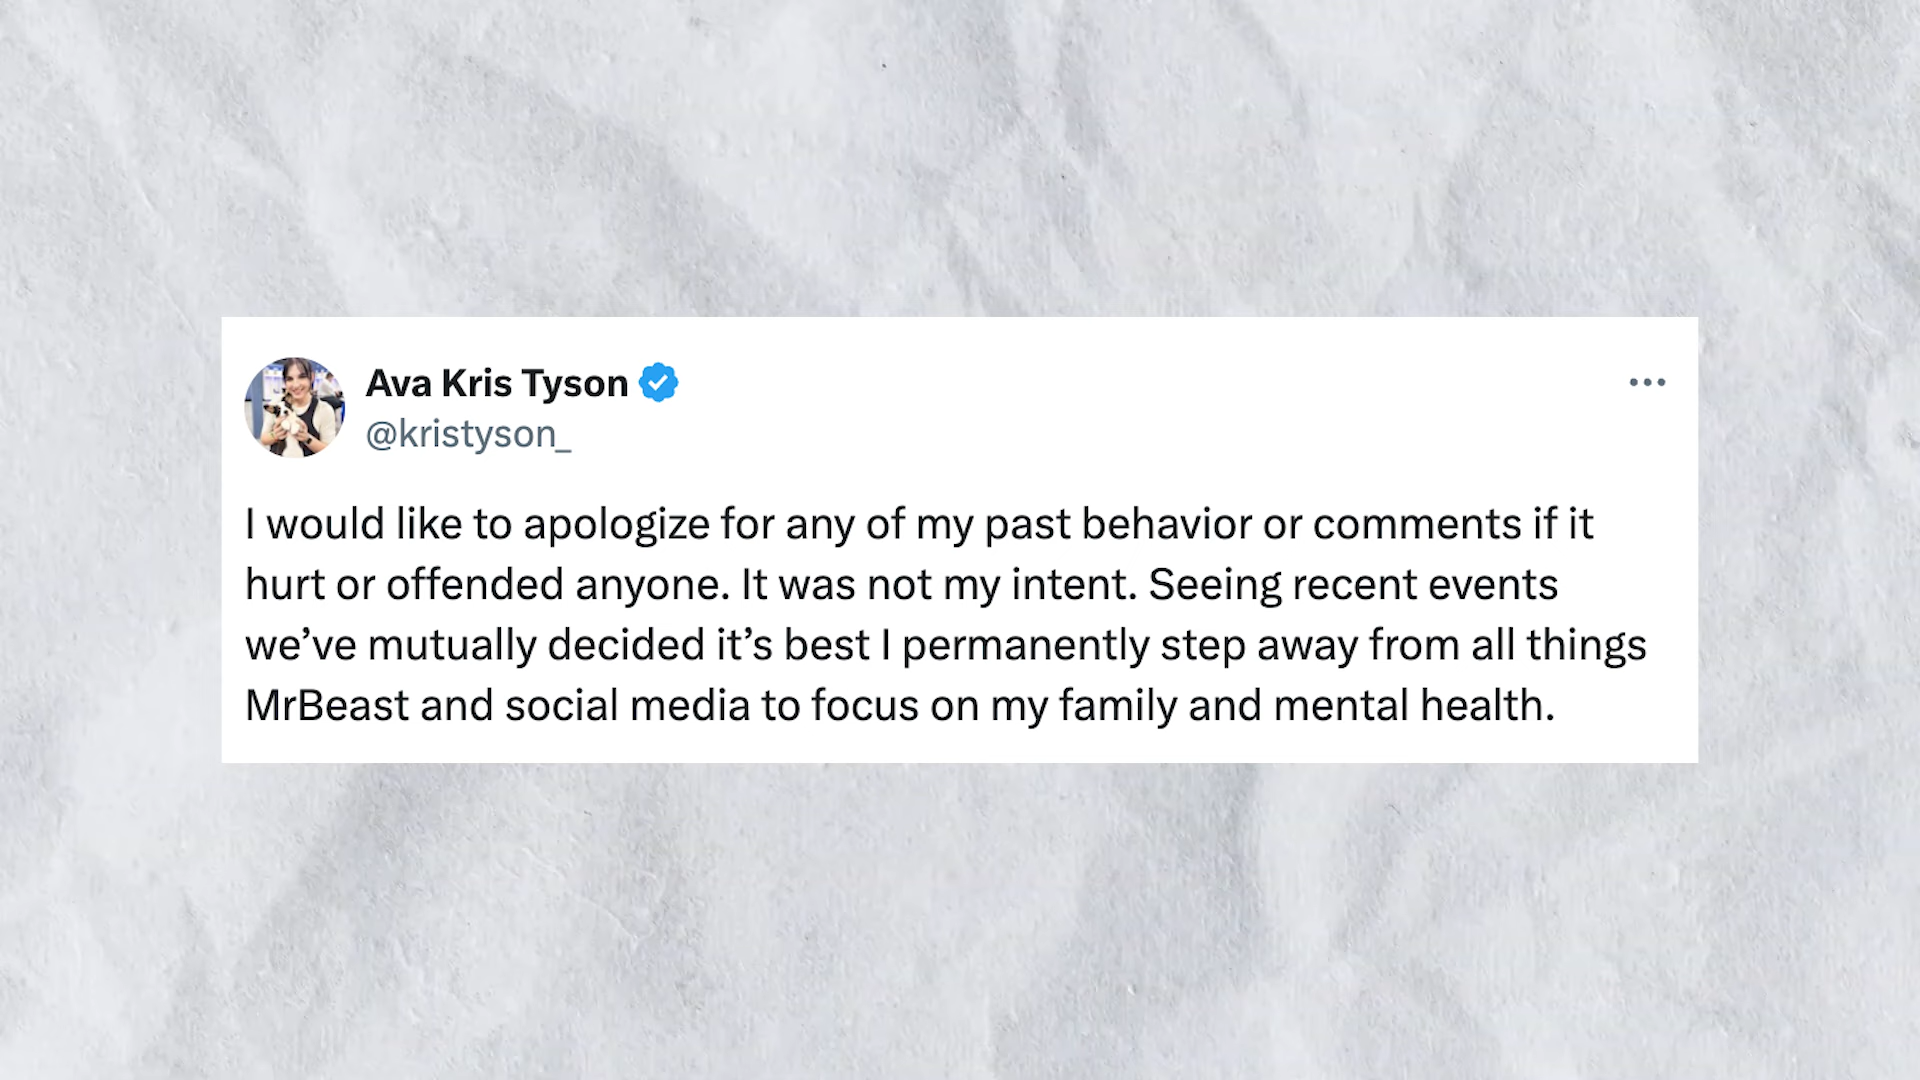 Ava Kris Tyson
@kristyson_
I would like to apologize for any of my past behavior or comments if it
hurt or offended anyone. It was not my intent. Seeing recent events
we’ve mutually decided it’s best I permanently step away from all things
MrBeast and social media to focus on my family and mental health.